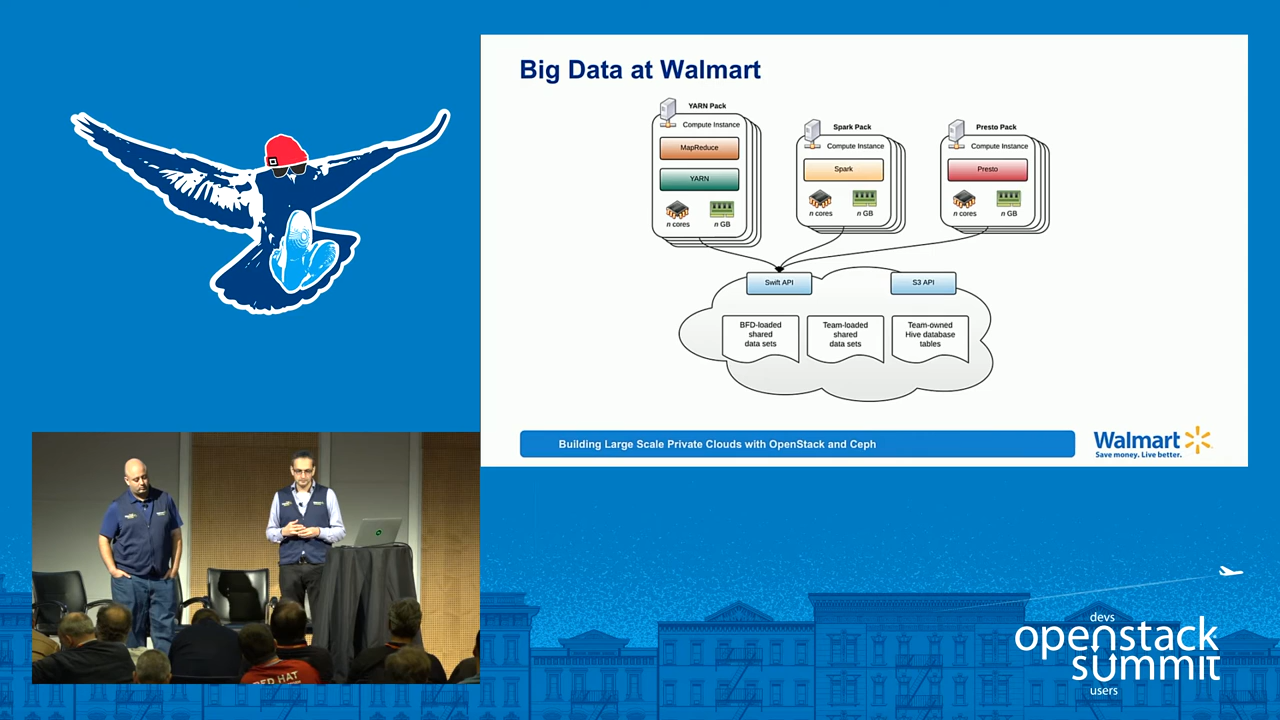 Big Data at Walmart
YARN Pack
Compute Instance
MapReduce
YARN
n cores
n GB
Spark Pack
Compute Instance
Spark
n cores
n GB
Presto Pack
Compute Instance
Presto
n cores
n GB
Swift API
S3 API
BFD-loaded
shared
data sets
Team-loaded
shared
data sets
Team-owned
Hive database
tables
Building Large Scale Private Clouds with OpenStack and Ceph
Walmart
Save money. Live better.
RED HAT
devs
openstack
summit
users